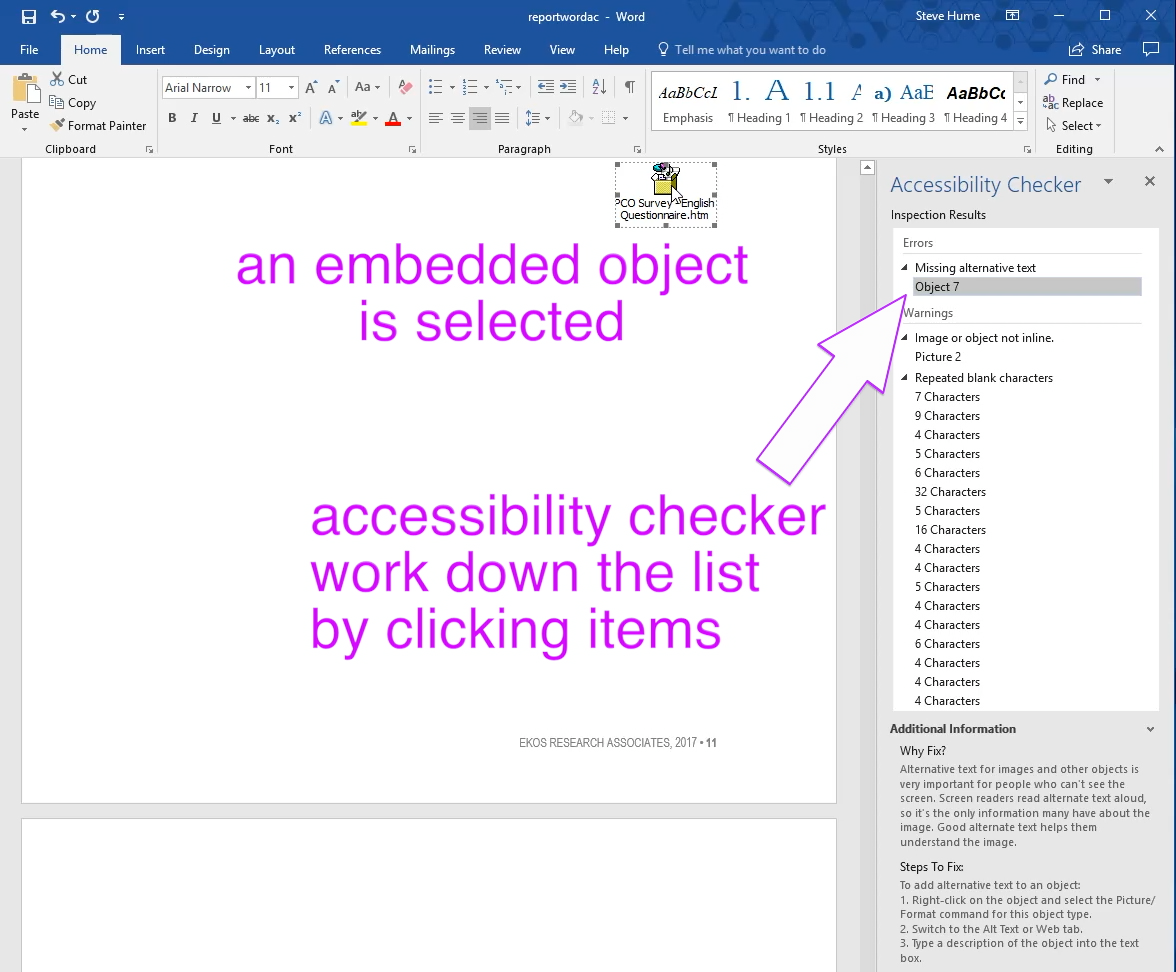 reportwordac - Word
Steve Hume
File Home Insert Design Layout References Mailings Review View Help Tell me what you want to do Share
Paste
Cut
Copy
Format Painter
Clipboard
Arial Narrow 11 Aa
B I U abc X₂ X² A aby A
Font
Paragraph
AaBbCcI 1. A 1.1 A a) AaB AaBbCc
Emphasis ¶ Heading 1 ¶ Heading 2 ¶ Heading 3 ¶ Heading 4
Styles
Find
Replace
Select
Editing
PCO Survey - English
Questionnaire.htm
an embedded object
is selected
accessibility checker
work down the list
by clicking items
EKOS RESEARCH ASSOCIATES, 2017 • 11
Accessibility Checker
Inspection Results
Errors
Missing alternative text
Object 7
Warnings
Image or object not inline.
Picture 2
Repeated blank characters
7 Characters
9 Characters
4 Characters
5 Characters
6 Characters
32 Characters
5 Characters
16 Characters
4 Characters
4 Characters
5 Characters
4 Characters
4 Characters
6 Characters
4 Characters
4 Characters
4 Characters
Additional Information
Why Fix?
Alternative text for images and other objects is
very important for people who can't see the
screen. Screen readers read alternate text aloud,
so it's the only information many have about the
image. Good alternate text helps them
understand the image.
Steps To Fix:
To add alternative text to an object:
1. Right-click on the object and select the Picture/
Format command for this object type.
2. Switch to the Alt Text or Web tab.
3. Type a description of the object into the text
box.